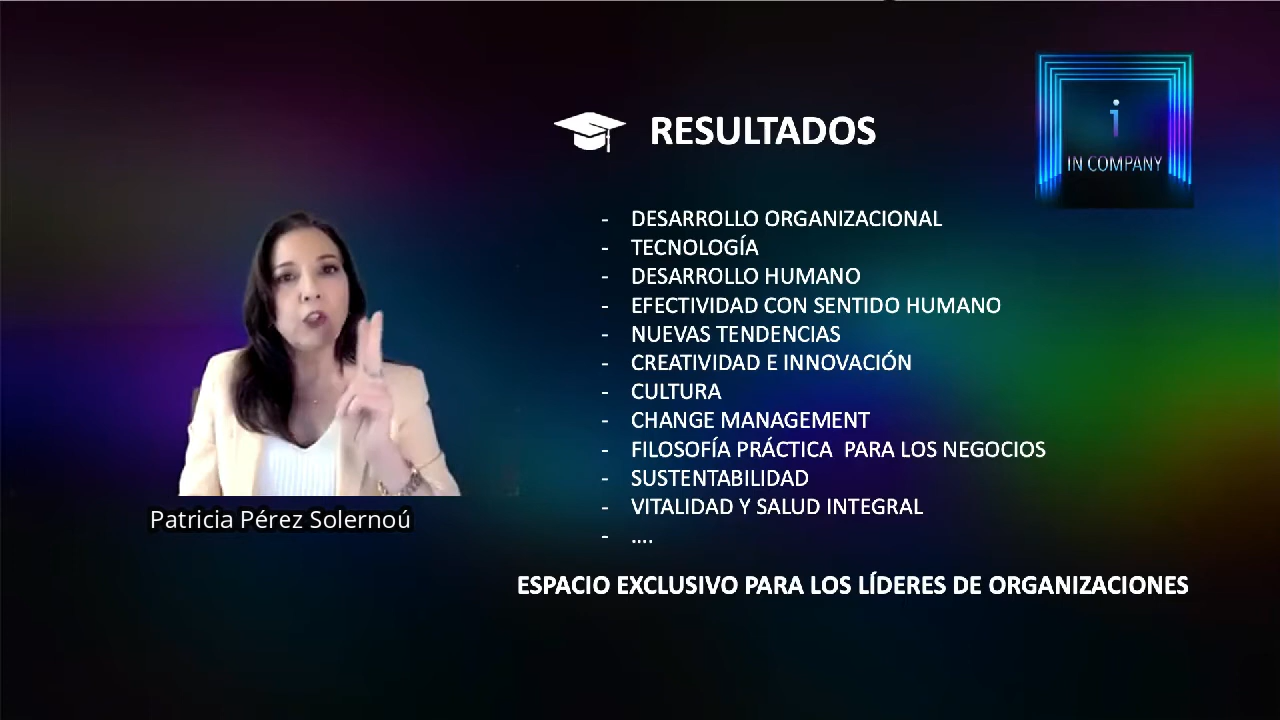 RESULTADOS
i
IN COMPANY
- DESARROLLO ORGANIZACIONAL
- TECNOLOGÍA
- DESARROLLO HUMANO
- EFECTIVIDAD CON SENTIDO HUMANO
- NUEVAS TENDENCIAS
- CREATIVIDAD E INNOVACIÓN
- CULTURA
- CHANGE MANAGEMENT
- FILOSOFÍA PRÁCTICA  PARA LOS NEGOCIOS
- SUSTENTABILIDAD
- VITALIDAD Y SALUD INTEGRAL
- ....
Patricia Pérez Solernoú
ESPACIO EXCLUSIVO PARA LOS LÍDERES DE ORGANIZACIONES